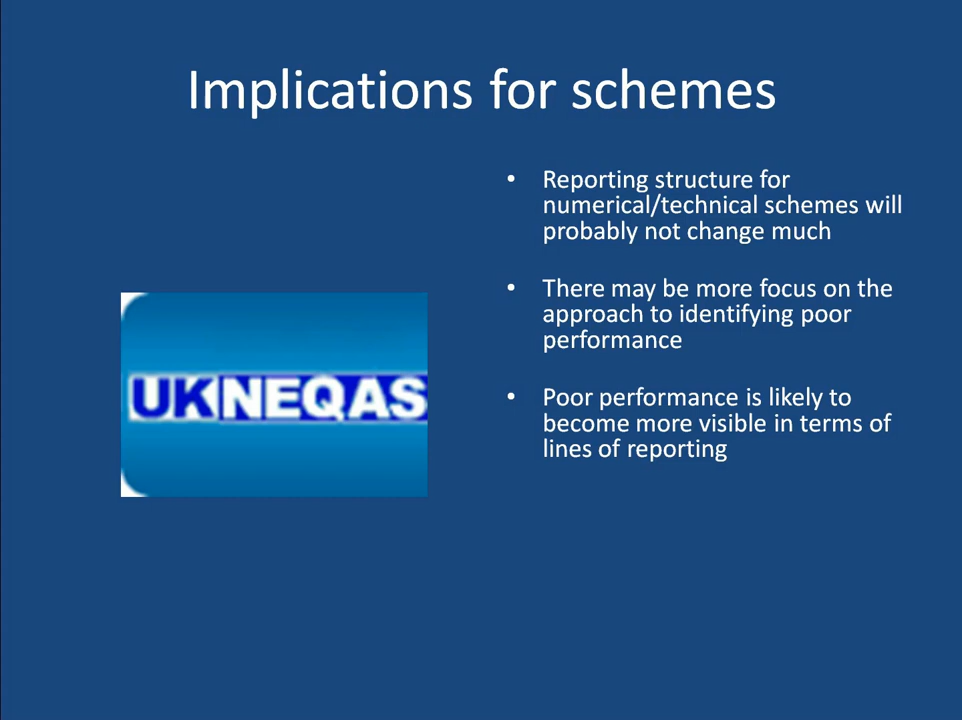 Implications for schemes
• Reporting structure for
numerical/technical schemes will
probably not change much
• There may be more focus on the
approach to identifying poor
performance
• Poor performance is likely to
become more visible in terms of
lines of reporting
UKNEQAS